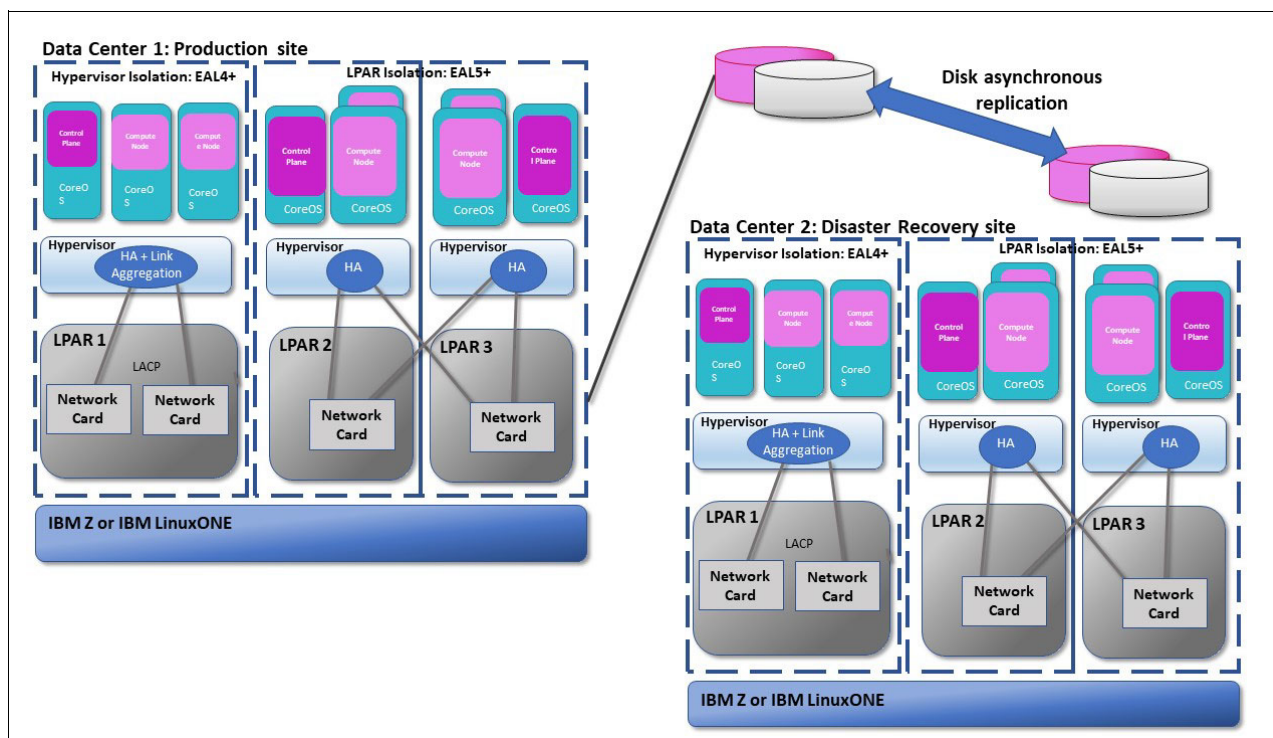 Data Center 1: Production site
Hypervisor Isolation: EAL4+
LPAR Isolation: EAL5+
Control
Plane
CoreO
S
Compute
Node
CoreO
S
Comput
e Node
CoreO
S
Control
Plane
CoreOS
Compute
Node
CoreOS
Compute
Node
CoreOS
Contro
l Plane
CoreOS
Hypervisor
HA + Link
Aggregation
Hypervisor
HA
Hypervisor
HA
LPAR 1
LACP
Network
Card
Network
Card
LPAR 2
Network
Card
LPAR 3
Network
Card
IBM Z or IBM LinuxONE
Disk asynchronous
replication
Data Center 2: Disaster Recovery site
Hypervisor Isolation: EAL4+
LPAR Isolation: EAL5+
Control
Plane
CoreO
S
Compute
Node
CoreO
S
Comput
e Node
CoreO
S
Control
Plane
CoreOS
Compute
Node
CoreOS
Compute
Node
CoreOS
Contro
l Plane
CoreOS
Hypervisor
HA + Link
Aggregation
Hypervisor
HA
Hypervisor
HA
LPAR 1
LACP
Network
Card
Network
Card
LPAR 2
Network
Card
LPAR 3
Network
Card
IBM Z or IBM LinuxONE